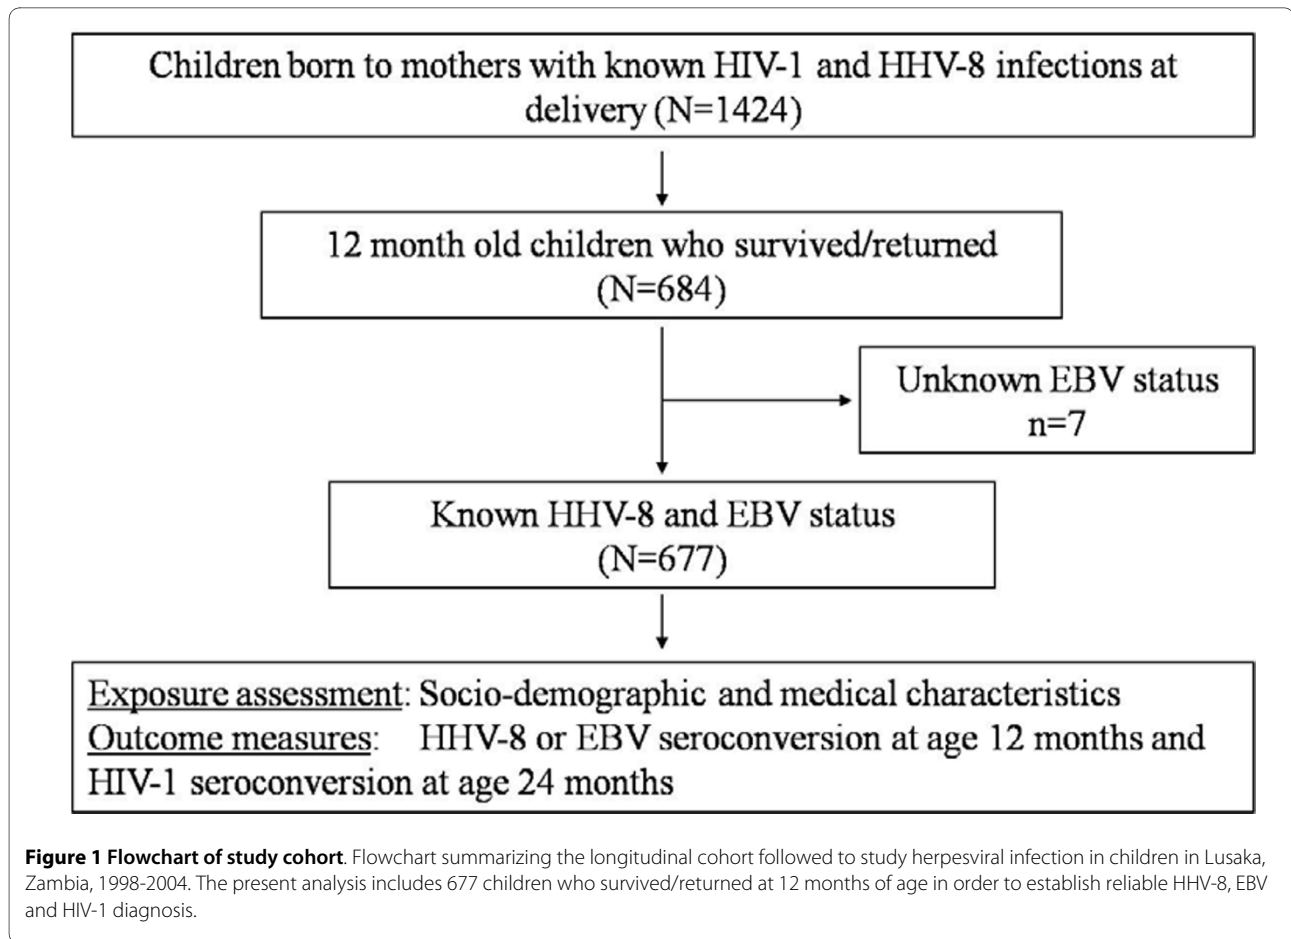 Children born to mothers with known HIV-1 and HHV-8 infections at
delivery (N=1424)
12 month old children who survived/returned
(N=684)
Unknown EBV status
n=7
Known HHV-8 and EBV status
(N=677)
Exposure assessment: Socio-demographic and medical characteristics
Outcome measures: HHV-8 or EBV seroconversion at age 12 months and
HIV-1 seroconversion at age 24 months
Figure 1 Flowchart of study cohort. Flowchart summarizing the longitudinal cohort followed to study herpesviral infection in children in Lusaka,
Zambia, 1998-2004. The present analysis includes 677 children who survived/returned at 12 months of age in order to establish reliable HHV-8, EBV
and HIV-1 diagnosis.